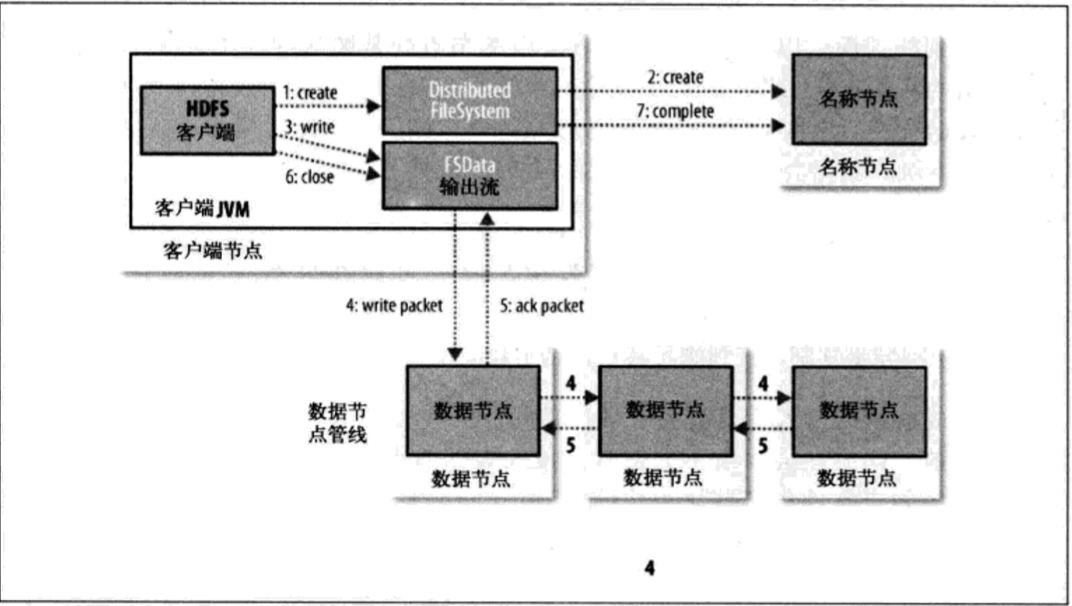 HDFS
客户端
1: create
3: write
6: close
Distributed
FileSystem
FSData
输出流
客户端 JVM
客户端节点
2: create
7: complete
名称节点
名称节点
4: write packet
5: ack packet
数据节
点管线
数据节点
4
5
数据节点
4
5
数据节点
数据节点
数据节点
数据节点
4